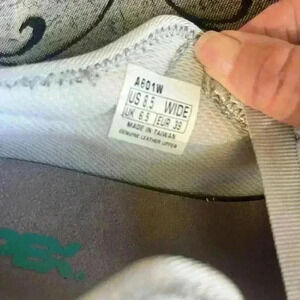 A601W
US 8.5 WIDE
UK 6.5 EUR 39
MADE IN TAIWAN
GENUINE LEATHER UPPER